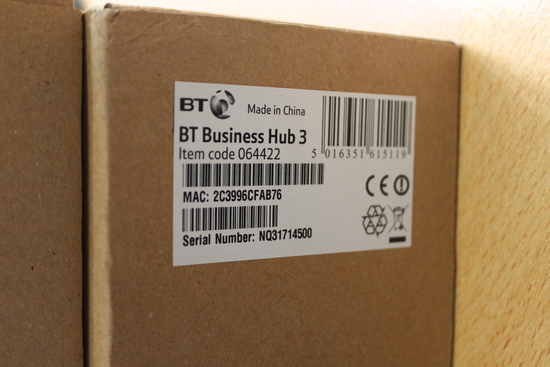 BT
Made in China
BT Business Hub 3
Item code 064422
5 016351 615119
MAC: 2C3996CFAB76
CE
Serial Number: NQ31714500